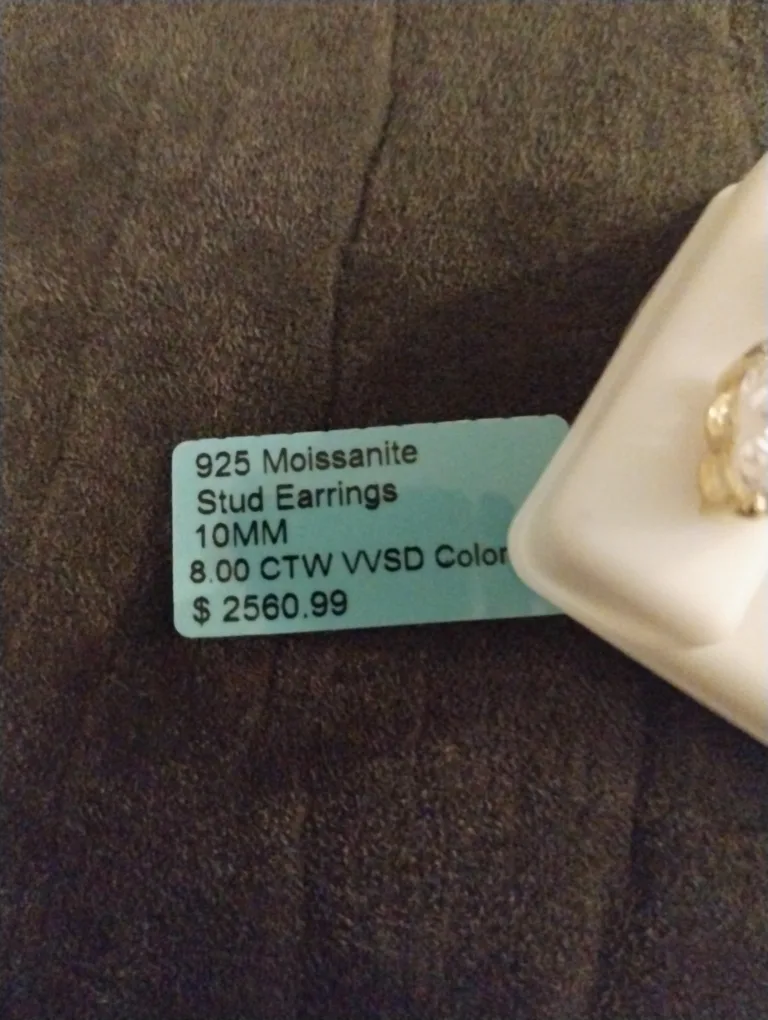 925 Moissanite
Stud Earrings
10MM
8.00 CTW VVSD Color
$ 2560.99